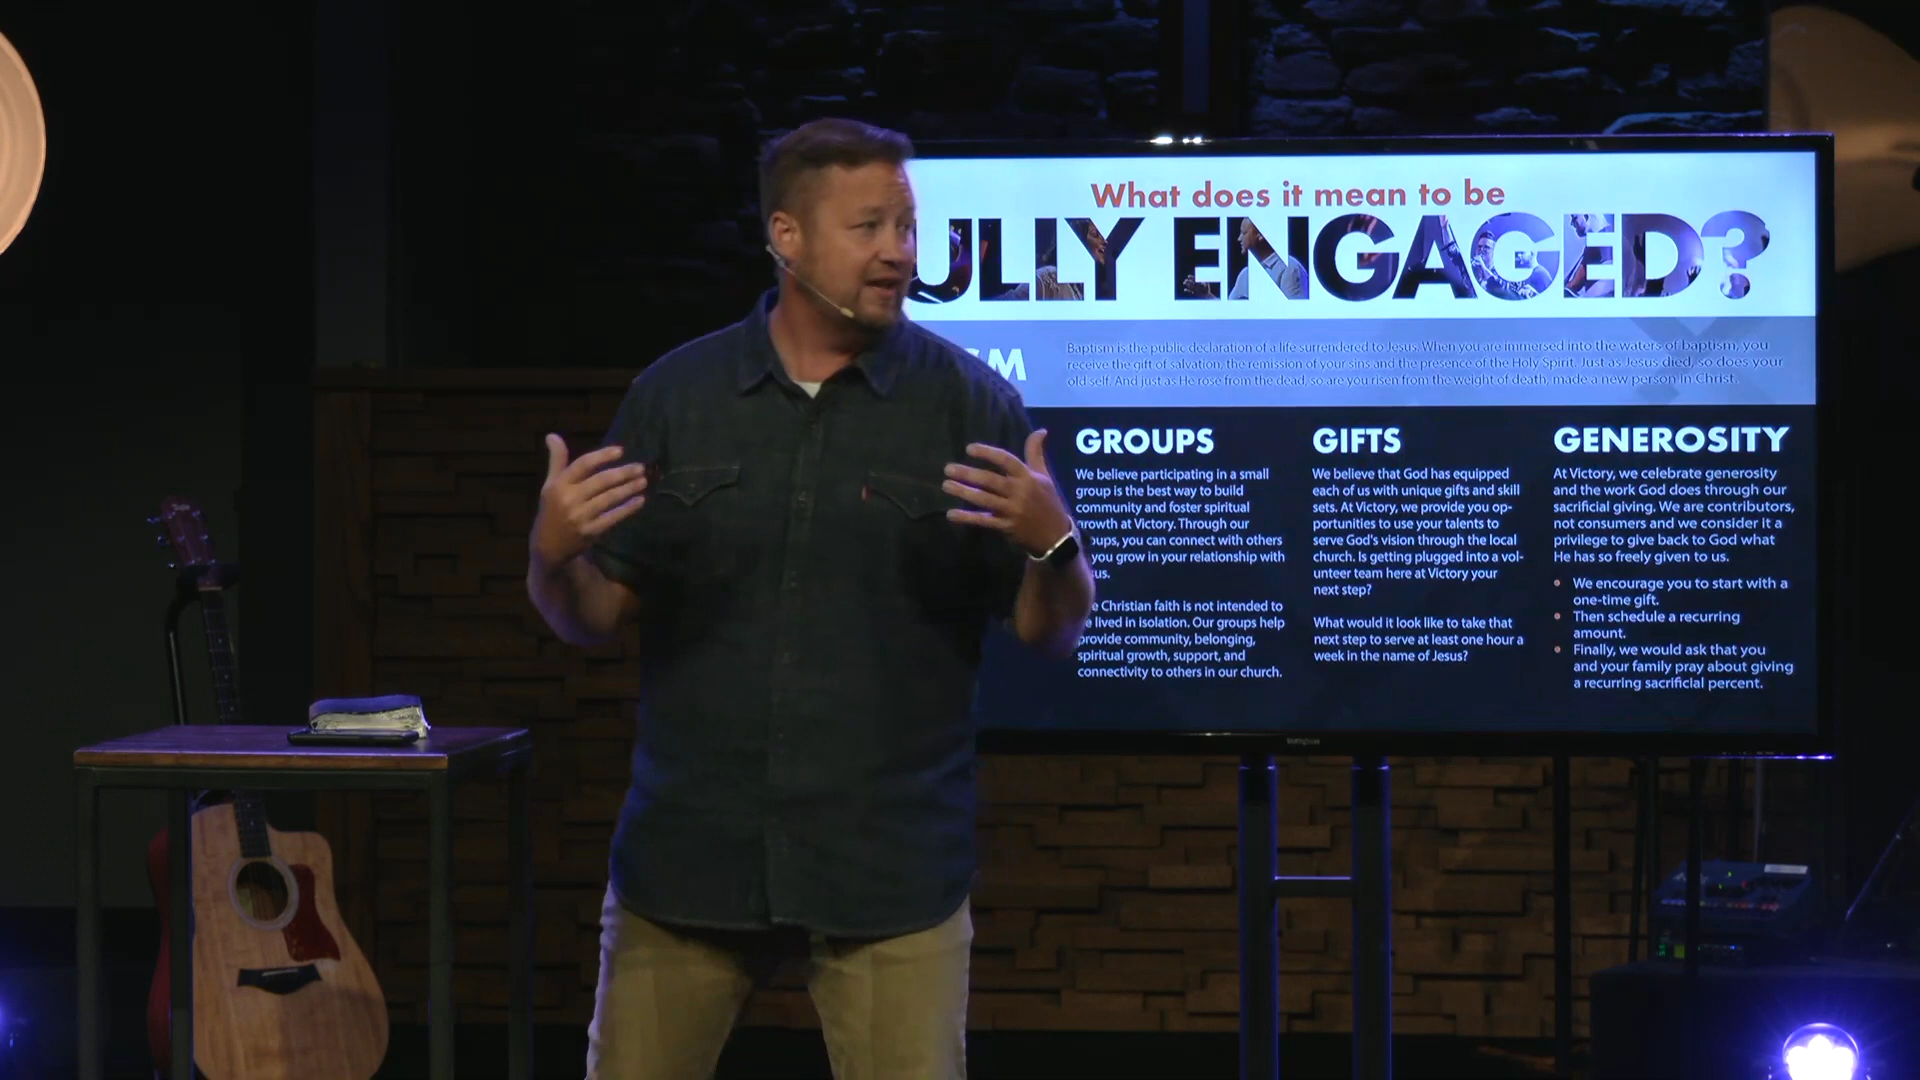 What does it mean to be
ULLY ENGAGED?
SM
Baptism is the public declaration of a life surrendered to Jesus. When you are immersed into the waters of baptism, you
receive the gift of salvation, the remission of your sins and the presence of the Holy Spirit. Just as Jesus died, so does your
old self. And just as He rose from the dead, so are you risen from the weight of death, made a new person in Christ.
GROUPS
We believe participating in a small
group is the best way to build
community and foster spiritual
growth at Victory. Through our
oups, you can connect with others
you grow in your relationship with
sus.
e Christian faith is not intended to
e lived in isolation. Our groups help
provide community, belonging,
spiritual growth, support, and
connectivity to others in our church.
GIFTS
We believe that God has equipped
each of us with unique gifts and skill
sets. At Victory, we provide you op-
portunities to use your talents to
serve God's vision through the local
church. Is getting plugged into a vol-
unteer team here at Victory your
next step?
What would it look like to take that
next step to serve at least one hour a
week in the name of Jesus?
GENEROSITY
At Victory, we celebrate generosity
and the work God does through our
sacrificial giving. We are contributors,
not consumers and we consider it a
privilege to give back to God what
He has so freely given to us.
• We encourage you to start with a
one-time gift.
• Then schedule a recurring
amount.
• Finally, we would ask that you
and your family pray about giving
a recurring sacrificial percent.